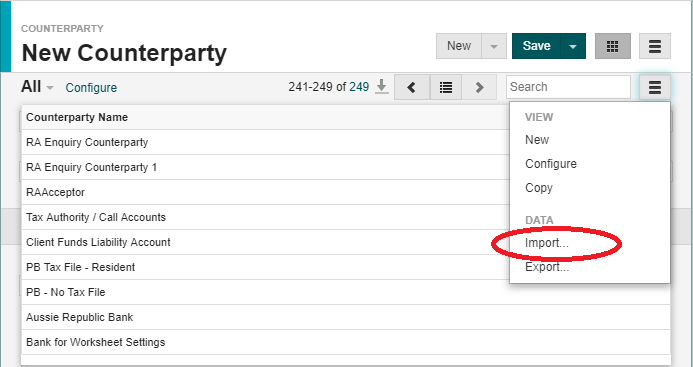 COUNTERPARTY
New Counterparty
New
Save
All
Configure
241-249 of 249
Search
Counterparty Name
RA Enquiry Counterparty
RA Enquiry Counterparty 1
RAAcceptor
Tax Authority / Call Accounts
Client Funds Liability Account
PB Tax File - Resident
PB - No Tax File
Aussie Republic Bank
Bank for Worksheet Settings
VIEW
New
Configure
Copy
DATA
Import...
Export...